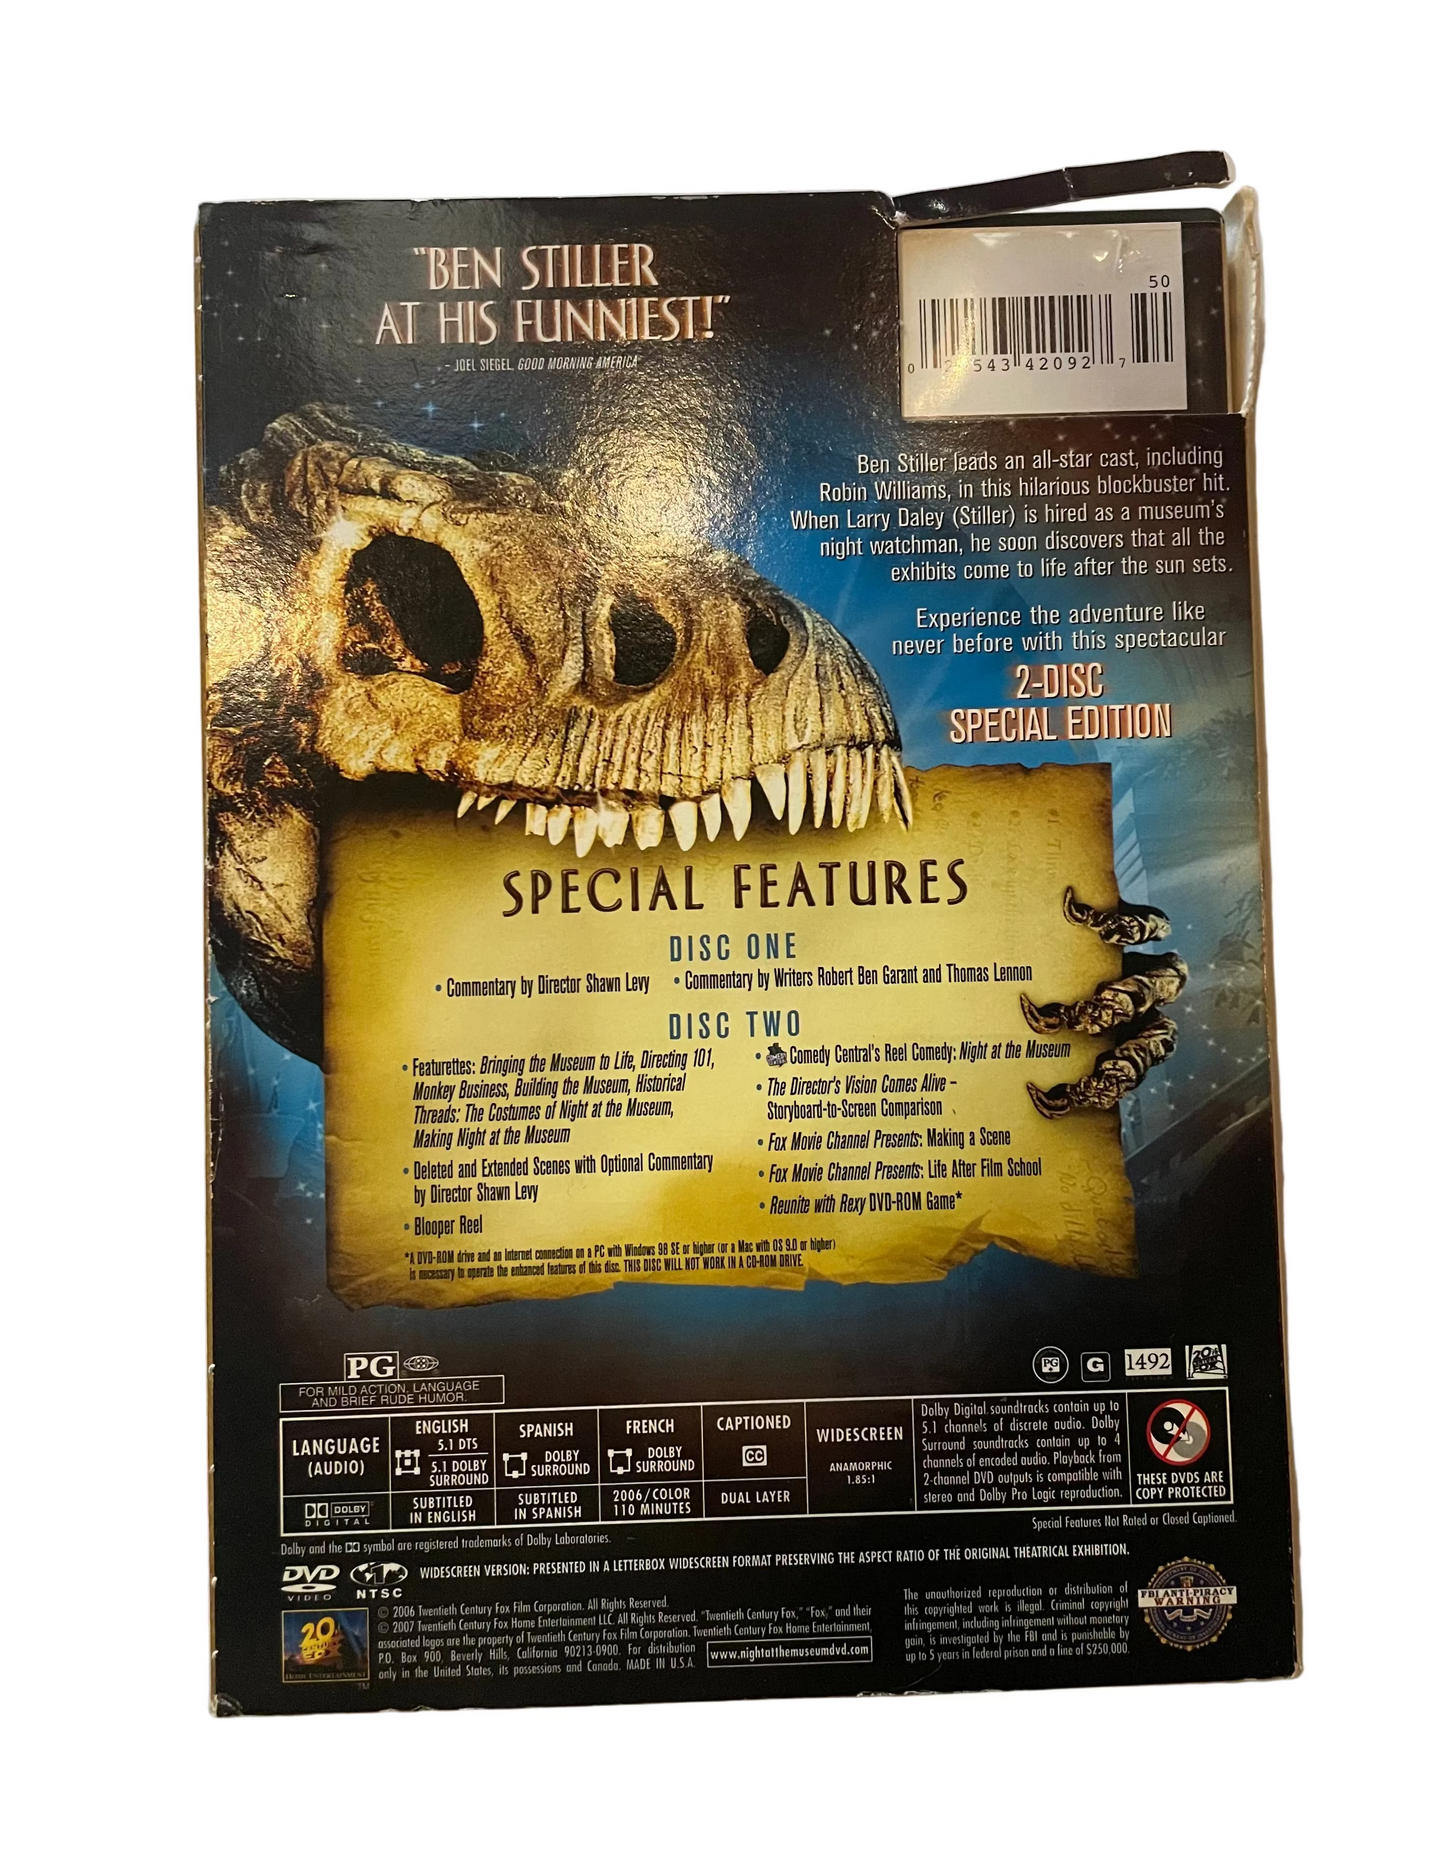 "BEN STILLER
AT HIS FUNNIEST!"
- JOEL SIEGEL, GOOD MORNING AMERICA
50
0 543 42092 7
Ben Stiller leads an all-star cast, including
Robin Williams, in this hilarious blockbuster hit.
When Larry Daley (Stiller) is hired as a museum's
night watchman, he soon discovers that all the
exhibits come to life after the sun sets.
Experience the adventure like
never before with this spectacular
2-DISC
SPECIAL EDITION
SPECIAL FEATURES
DISC ONE
• Commentary by Director Shawn Levy • Commentary by Writers Robert Ben Garant and Thomas Lennon
DISC TWO
• Featurettes: Bringing the Museum to Life, Directing 101,
Monkey Business, Building the Museum, Historical
Threads: The Costumes of Night at the Museum,
Making Night at the Museum
• Deleted and Extended Scenes with Optional Commentary
by Director Shawn Levy
• Blooper Reel
• Comedy Central's Reel Comedy: Night at the Museum
• The Director's Vision Comes Alive –
Storyboard-to-Screen Comparison
• Fox Movie Channel Presents: Making a Scene
• Fox Movie Channel Presents: Life After Film School
• Reunite with Rexy DVD-ROM Game*
*A DVD-ROM drive and an Internet connection on a PC with Windows 98 SE or higher (or a Mac with OS 9.0 or higher)
is necessary to operate the enhanced features of this disc. THIS DISC WILL NOT WORK IN A CD-ROM DRIVE.
PG
FOR MILD ACTION, LANGUAGE
AND BRIEF RUDE HUMOR.
PG
G
1492
20TH
CENTURY
FOX
LANGUAGE
(AUDIO)
DOLBY
DIGITAL
ENGLISH
5.1 DTS
5.1 DOLBY
SURROUND
SUBTITLED
IN ENGLISH
SPANISH
DOLBY
SURROUND
SUBTITLED
IN SPANISH
FRENCH
DOLBY
SURROUND
2006/COLOR
110 MINUTES
CAPTIONED
CC
DUAL LAYER
WIDESCREEN
ANAMORPHIC
1.85:1
Dolby Digital soundtracks contain up to
5.1 channels of discrete audio. Dolby
Surround soundtracks contain up to 4
channels of encoded audio. Playback from
2-channel DVD outputs is compatible with
stereo and Dolby Pro Logic reproduction.
THESE DVDS ARE
COPY PROTECTED
Special Features Not Rated or Closed Captioned.
Dolby and the symbol are registered trademarks of Dolby Laboratories.
DVD
VIDEO
NTSC
WIDESCREEN VERSION: PRESENTED IN A LETTERBOX WIDESCREEN FORMAT PRESERVING THE ASPECT RATIO OF THE ORIGINAL THEATRICAL EXHIBITION.
20
CENTURY
FOX
HOME ENTERTAINMENT
TM
© 2006 Twentieth Century Fox Film Corporation. All Rights Reserved.
© 2007 Twentieth Century Fox Home Entertainment LLC. All Rights Reserved. "Twentieth Century Fox," "Fox," and their
associated logos are the property of Twentieth Century Fox Film Corporation. Twentieth Century Fox Home Entertainment,
P.O. Box 900, Beverly Hills, California 90213-0900. For distribution
only in the United States, its possessions and Canada. MADE IN U.S.A.
www.nightatthemuseumdvd.com
The unauthorized reproduction or distribution of
this copyrighted work is illegal. Criminal copyright
infringement, including infringement without monetary
gain, is investigated by the FBI and is punishable by
up to 5 years in federal prison and a fine of $250,000.
FBI ANTI-PIRACY
WARNING